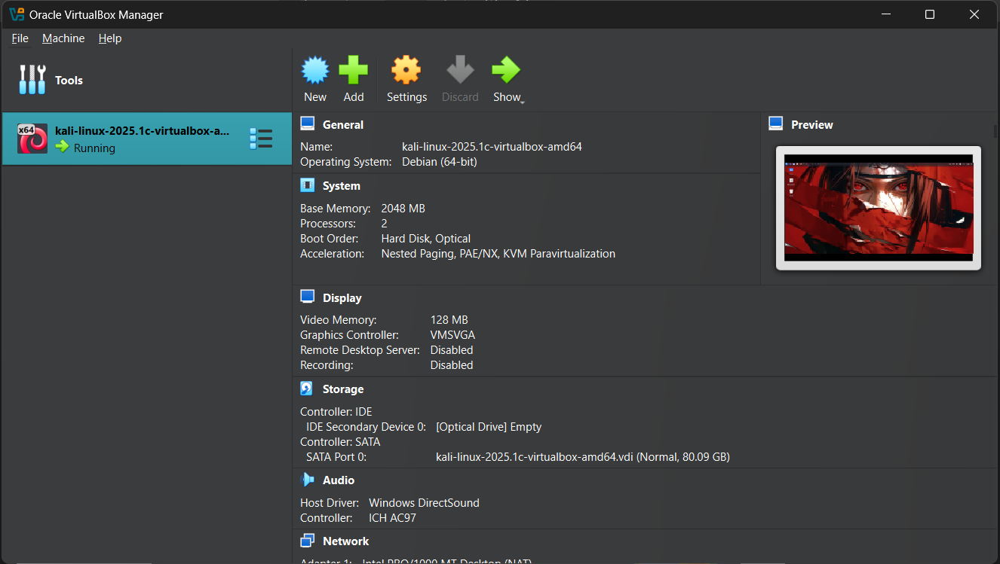 Oracle VirtualBox Manager
File Machine Help
Tools
New Add Settings Discard Show
x64
kali-linux-2025.1c-virtualbox-a...
Running
General
Name: kali-linux-2025.1c-virtualbox-amd64
Operating System: Debian (64-bit)
Preview
System
Base Memory: 2048 MB
Processors: 2
Boot Order: Hard Disk, Optical
Acceleration: Nested Paging, PAE/NX, KVM Paravirtualization
Display
Video Memory: 128 MB
Graphics Controller: VMSVGA
Remote Desktop Server: Disabled
Recording: Disabled
Storage
Controller: IDE
IDE Secondary Device 0: [Optical Drive] Empty
Controller: SATA
SATA Port 0: kali-linux-2025.1c-virtualbox-amd64.vdi (Normal, 80.09 GB)
Audio
Host Driver: Windows DirectSound
Controller: ICH AC97
Network
Adapter 1: Intel PRO/1000 MT Desktop (NAT)